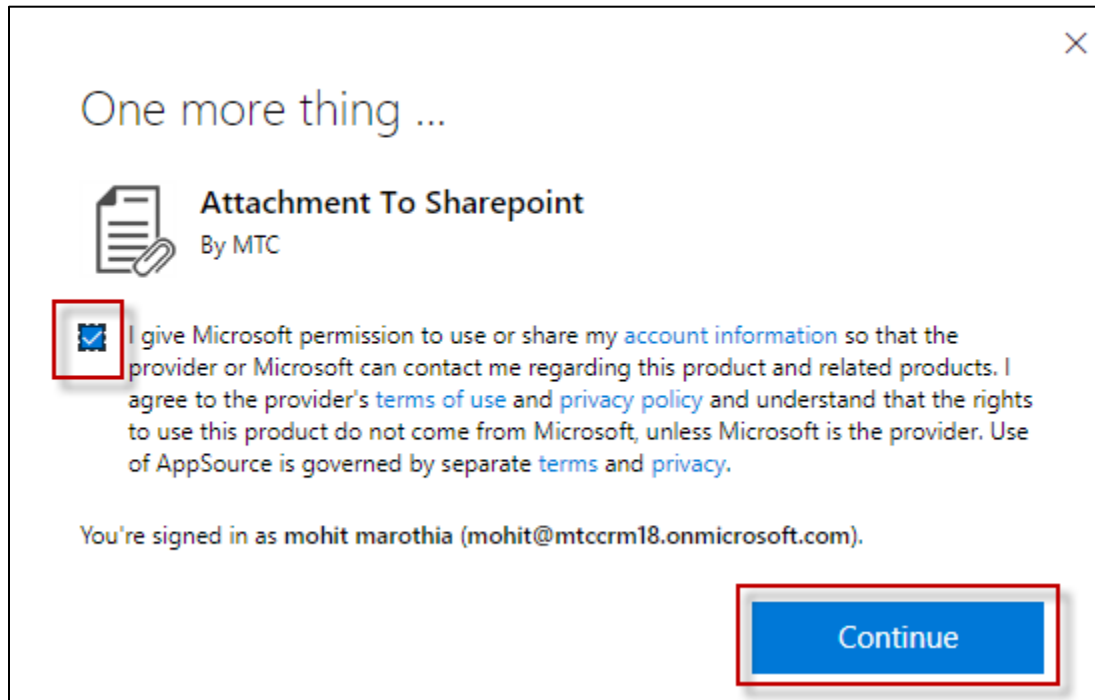 One more thing ...
Attachment To Sharepoint
By MTC
I give Microsoft permission to use or share my account information so that the
provider or Microsoft can contact me regarding this product and related products. I
agree to the provider's terms of use and privacy policy and understand that the rights
to use this product do not come from Microsoft, unless Microsoft is the provider. Use
of AppSource is governed by separate terms and privacy.
You're signed in as mohit marothia (mohit@mtccrm18.onmicrosoft.com).
Continue